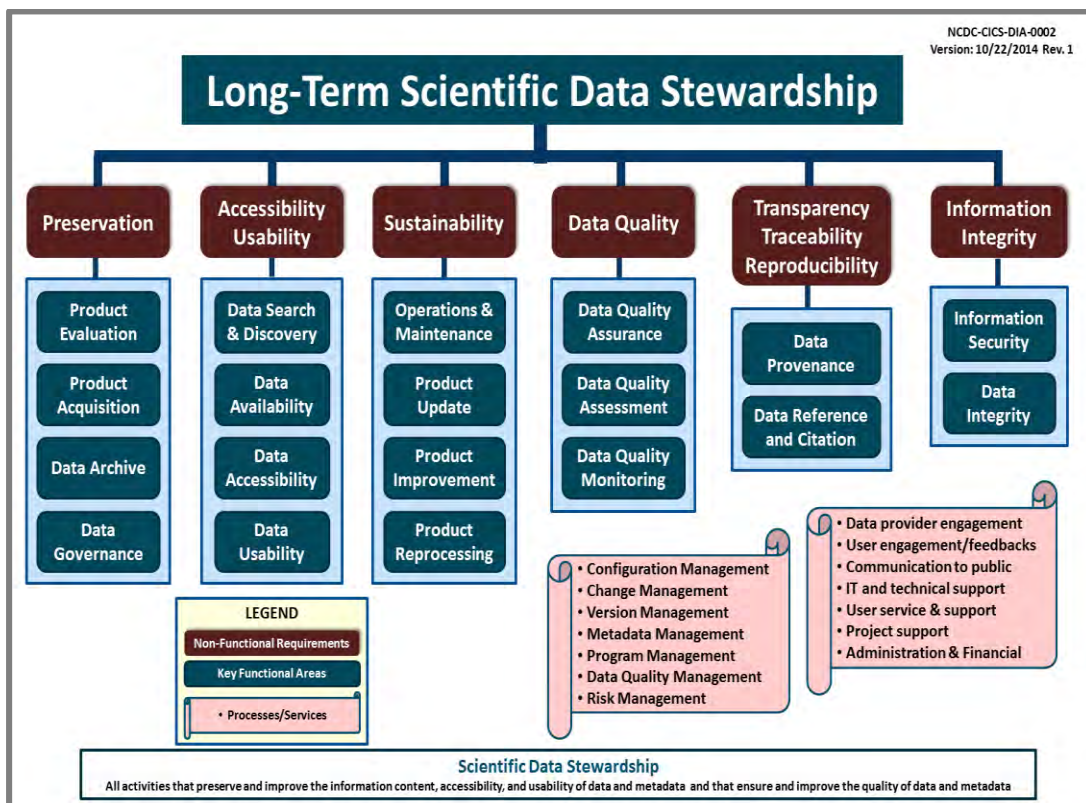 NCDC-CICS-DIA-0002
Version: 10/22/2014 Rev. 1
Long-Term Scientific Data Stewardship
Preservation
Accessibility
Usability
Sustainability
Data Quality
Transparency
Traceability
Reproducibility
Information
Integrity
Product
Evaluation
Product
Acquisition
Data Archive
Data
Governance
Data Search
& Discovery
Data
Availability
Data
Accessibility
Data
Usability
Operations &
Maintenance
Product
Update
Product
Improvement
Product
Reprocessing
Data Quality
Assurance
Data Quality
Assessment
Data Quality
Monitoring
Data
Provenance
Data Reference
and Citation
Information
Security
Data
Integrity
LEGEND
Non-Functional Requirements
Key Functional Areas
• Processes/Services
• Configuration Management
• Change Management
• Version Management
• Metadata Management
• Program Management
• Data Quality Management
• Risk Management
• Data provider engagement
• User engagement/feedbacks
• Communication to public
• IT and technical support
• User service & support
• Project support
• Administration & Financial
Scientific Data Stewardship
All activities that preserve and improve the information content, accessibility, and usability of data and metadata and that ensure and improve the quality of data and metadata